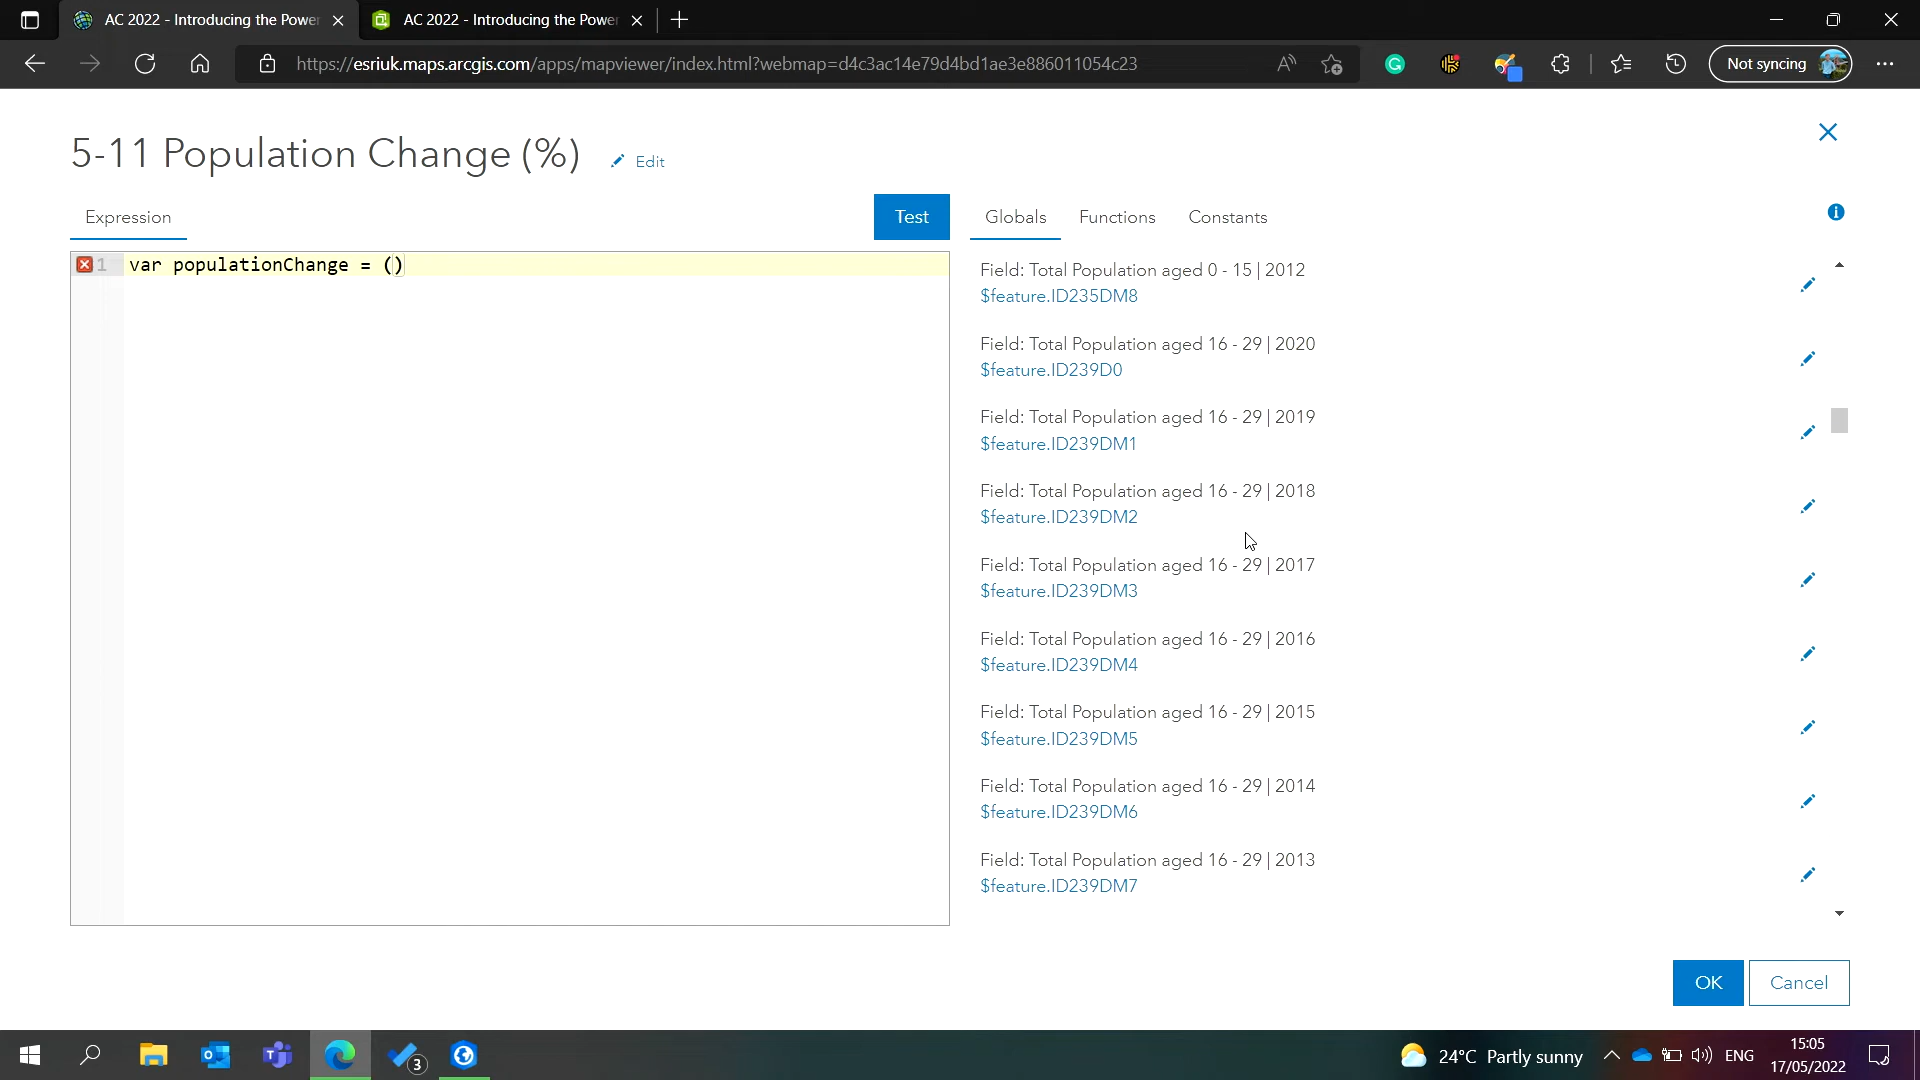 AC 2022 - Introducing the Power
AC 2022 - Introducing the Power
https://esriuk.maps.arcgis.com/apps/mapviewer/index.html?webmap=d4c3ac14e79d4bd1ae3e886011054c23
Not syncing
5-11 Population Change (%)
Edit
Expression
Test
Globals
Functions
Constants
1 var populationChange = ()
Field: Total Population aged 0 - 15 | 2012
$feature.ID235DM8
Field: Total Population aged 16 - 29 | 2020
$feature.ID239D0
Field: Total Population aged 16 - 29 | 2019
$feature.ID239DM1
Field: Total Population aged 16 - 29 | 2018
$feature.ID239DM2
Field: Total Population aged 16 - 29 | 2017
$feature.ID239DM3
Field: Total Population aged 16 - 29 | 2016
$feature.ID239DM4
Field: Total Population aged 16 - 29 | 2015
$feature.ID239DM5
Field: Total Population aged 16 - 29 | 2014
$feature.ID239DM6
Field: Total Population aged 16 - 29 | 2013
$feature.ID239DM7
OK
Cancel
3
24°C Partly sunny
ENG
15:05
17/05/2022